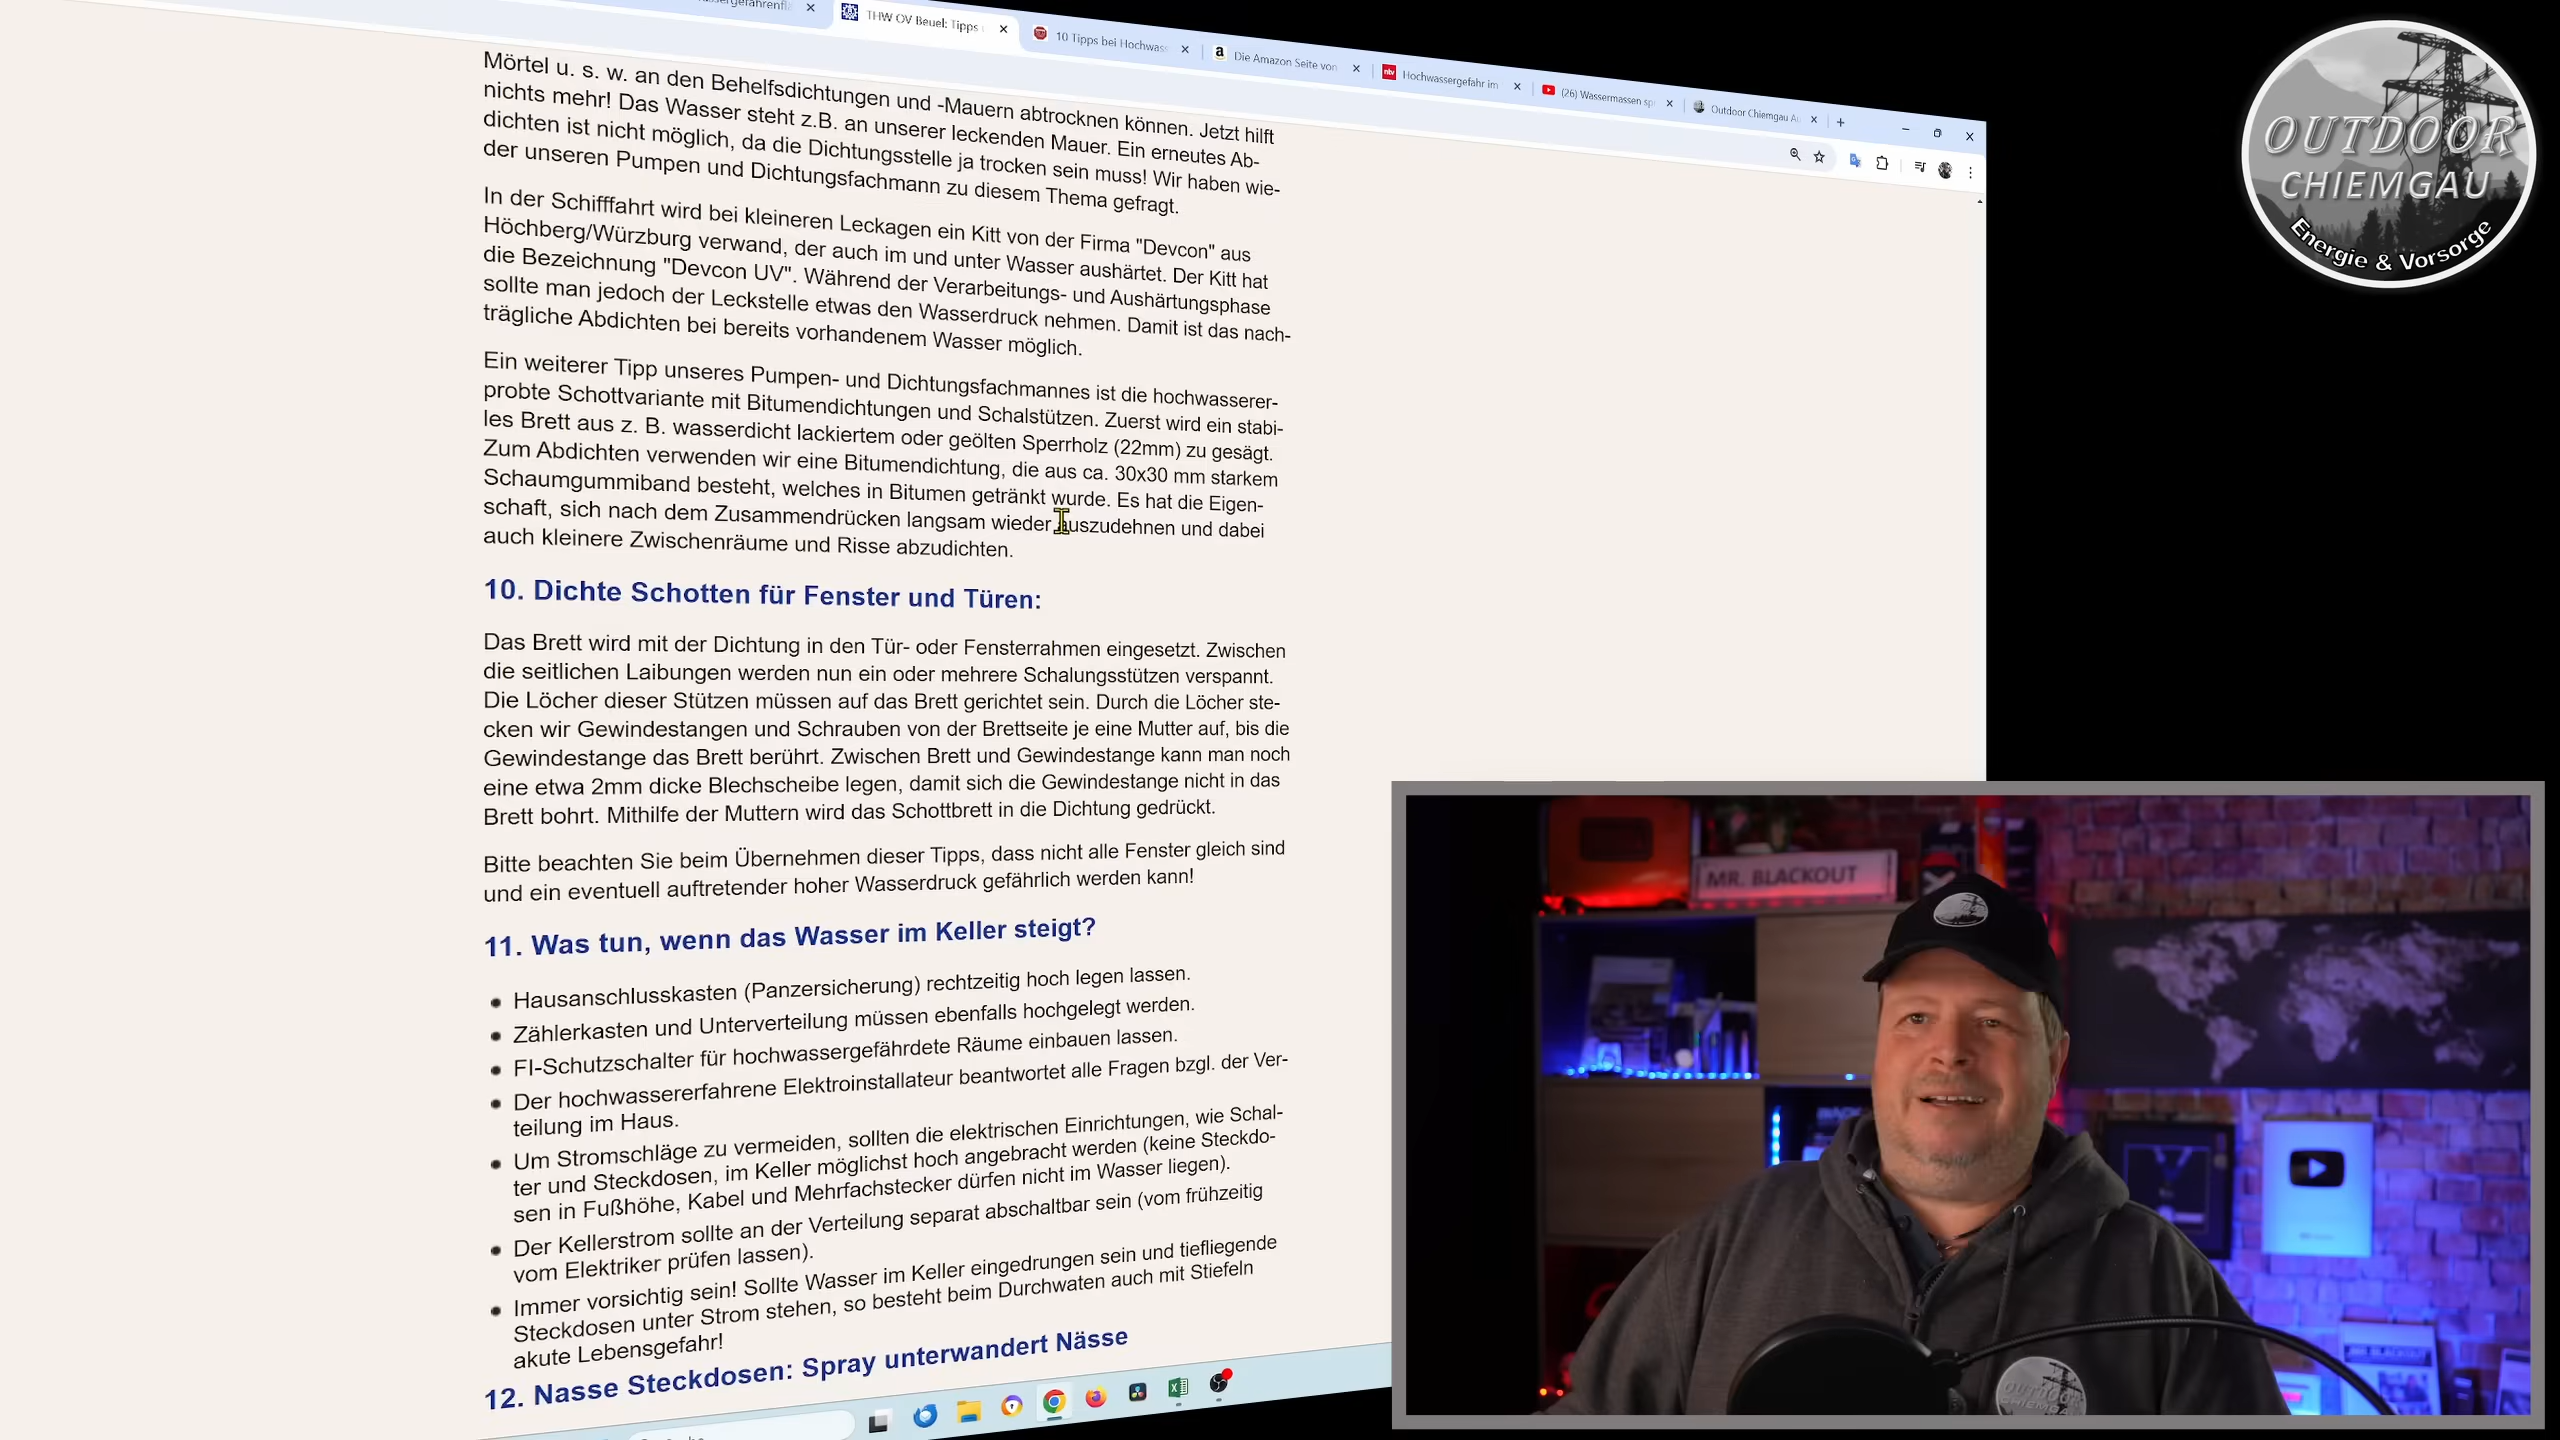 THW OV Beuel: Tipps
10 Tipps bei Hochwas
Die Amazon Seite von
Hochwassergefahr im
(26) Wassermassen sp
Outdoor Chiemgau A
Mörtel u. s. w. an den Behelfsdichtungen und -Mauern abtrocknen können. Jetzt hilft
nichts mehr! Das Wasser steht z.B. an unserer leckenden Mauer. Ein erneutes Ab-
dichten ist nicht möglich, da die Dichtungsstelle ja trocken sein muss! Wir haben wie-
der unseren Pumpen und Dichtungsfachmann zu diesem Thema gefragt.
In der Schifffahrt wird bei kleineren Leckagen ein Kitt von der Firma "Devcon" aus
Höchberg/Würzburg verwand, der auch im und unter Wasser aushärtet. Der Kitt hat
die Bezeichnung "Devcon UV". Während der Verarbeitungs- und Aushärtungsphase
sollte man jedoch der Leckstelle etwas den Wasserdruck nehmen. Damit ist das nach-
trägliche Abdichten bei bereits vorhandenem Wasser möglich.
Ein weiterer Tipp unseres Pumpen- und Dichtungsfachmannes ist die hochwasserer-
probte Schottvariante mit Bitumendichtungen und Schalstützen. Zuerst wird ein stabi-
les Brett aus z. B. wasserdicht lackiertem oder geölten Sperrholz (22mm) zu gesägt.
Zum Abdichten verwenden wir eine Bitumendichtung, die aus ca. 30x30 mm starkem
Schaumgummiband besteht, welches in Bitumen getränkt wurde. Es hat die Eigen-
schaft, sich nach dem Zusammendrücken langsam wieder auszudehnen und dabei
auch kleinere Zwischenräume und Risse abzudichten.
10. Dichte Schotten für Fenster und Türen:
Das Brett wird mit der Dichtung in den Tür- oder Fensterrahmen eingesetzt. Zwischen
die seitlichen Laibungen werden nun ein oder mehrere Schalungsstützen verspannt.
Die Löcher dieser Stützen müssen auf das Brett gerichtet sein. Durch die Löcher ste-
cken wir Gewindestangen und Schrauben von der Brettseite je eine Mutter auf, bis die
Gewindestange das Brett berührt. Zwischen Brett und Gewindestange kann man noch
eine etwa 2mm dicke Blechscheibe legen, damit sich die Gewindestange nicht in das
Brett bohrt. Mithilfe der Muttern wird das Schottbrett in die Dichtung gedrückt.
Bitte beachten Sie beim Übernehmen dieser Tipps, dass nicht alle Fenster gleich sind
und ein eventuell auftretender hoher Wasserdruck gefährlich werden kann!
11. Was tun, wenn das Wasser im Keller steigt?
Hausanschlusskasten (Panzersicherung) rechtzeitig hoch legen lassen.
Zählerkasten und Unterverteilung müssen ebenfalls hochgelegt werden.
FI-Schutzschalter für hochwassergefährdete Räume einbauen lassen.
Der hochwassererfahrene Elektroinstallateur beantwortet alle Fragen bzgl. der Ver-
teilung im Haus.
Um Stromschläge zu vermeiden, sollten die elektrischen Einrichtungen, wie Schal-
ter und Steckdosen, im Keller möglichst hoch angebracht werden (keine Steckdo-
sen in Fußhöhe, Kabel und Mehrfachstecker dürfen nicht im Wasser liegen).
Der Kellerstrom sollte an der Verteilung separat abschaltbar sein (vom frühzeitig
vom Elektriker prüfen lassen).
Immer vorsichtig sein! Sollte Wasser im Keller eingedrungen sein und tiefliegende
Steckdosen unter Strom stehen, so besteht beim Durchwaten auch mit Stiefeln
akute Lebensgefahr!
12. Nasse Steckdosen: Spray unterwandert Nässe
OUTDOOR
CHIEMGAU
Energie & Vorsorge
MR. BLACKOUT
OUTDOOR
CHIEMGAU